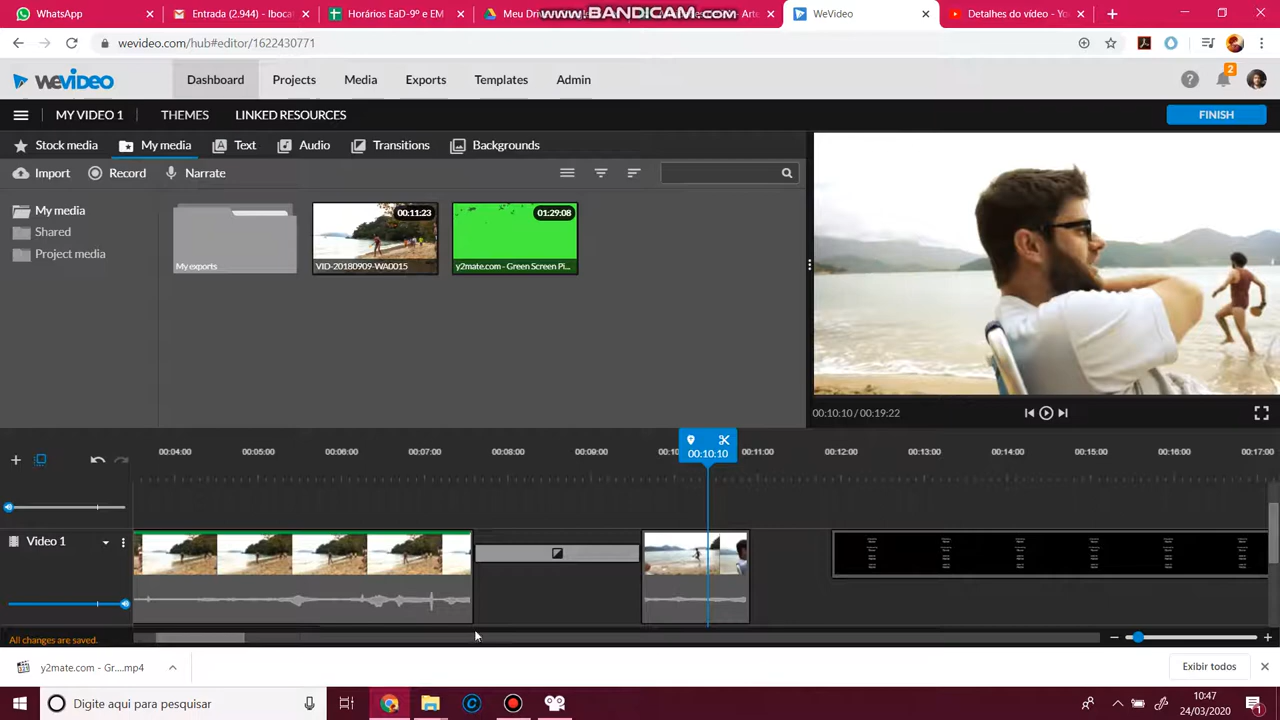 WhatsApp
Entrada (2.944) - Iboca
Horários EaD-9º e EM
Meu Dri
www.BANDICAM.com
- Arte
WeVideo
Detalhes do vídeo - Yo
wevideo.com/hub#editor/1622430771
WeVIDEO
Dashboard
Projects
Media
Exports
Templates
Admin
2
MY VIDEO 1
THEMES
LINKED RESOURCES
FINISH
Stock media
My media
Text
Audio
Transitions
Backgrounds
Import
Record
Narrate
My media
Shared
Project media
My exports
00:11:23
VID-20180909-WA0015
01:29:08
y2mate.com - Green Screen Pi...
00:10:10 / 00:19:22
00:10:10
00:04:00 00:05:00 00:06:00 00:07:00 00:08:00 00:09:00 00:10 00:11:00 00:12:00 00:13:00 00:14:00 00:15:00 00:16:00 00:17:00
Video 1
All changes are saved.
y2mate.com - Gr....mp4
Exibir todos
Digite aqui para pesquisar
10:47
24/03/2020
1